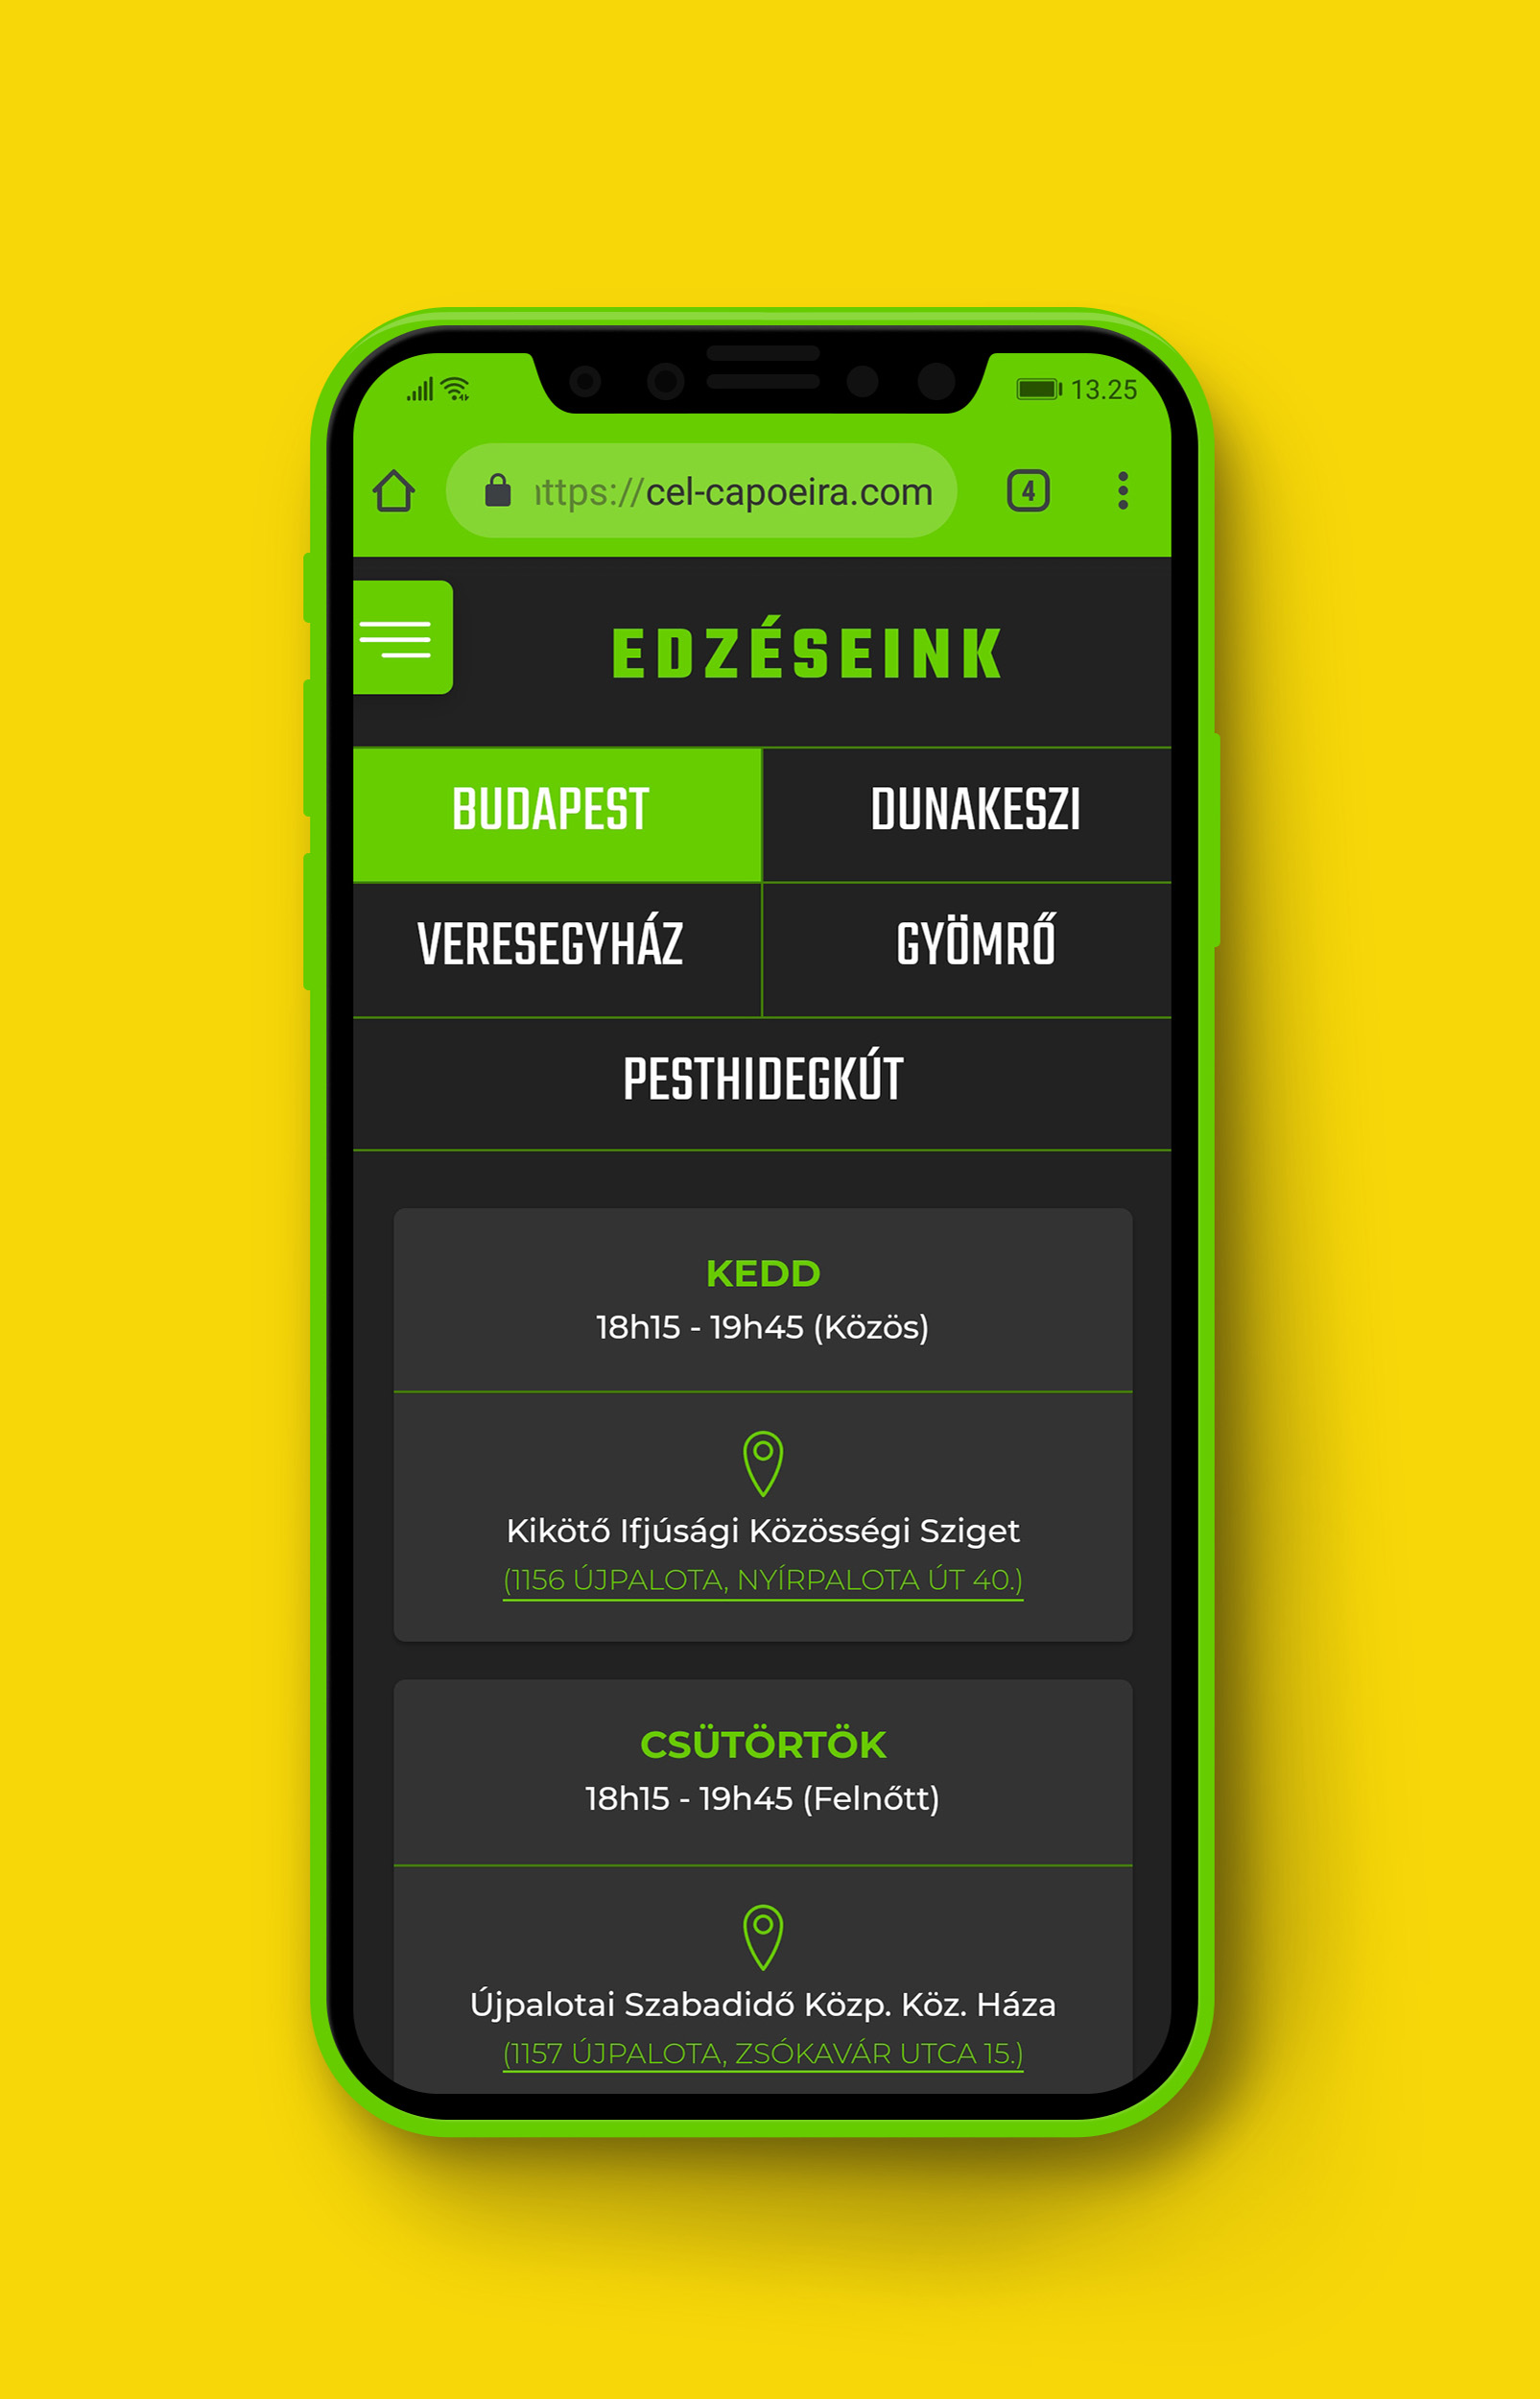 13.25
ttps://cel-capoeira.com
4
EDZÉSEINK
BUDAPEST
DUNAKESZI
VERESEGYHÁZ
GYÖMRŐ
PESTHIDEGKÚT
KEDD
18h15 - 19h45 (Közös)
Kikötő Ifjúsági Közösségi Sziget
(1156 ÚJPALOTA, NYÍRPALOTA ÚT 40.)
CSÜTÖRTÖK
18h15 - 19h45 (Felnőtt)
Újpalotai Szabadidő Közp. Köz. Háza
(1157 ÚJPALOTA, ZSÓKAVÁR UTCA 15.)